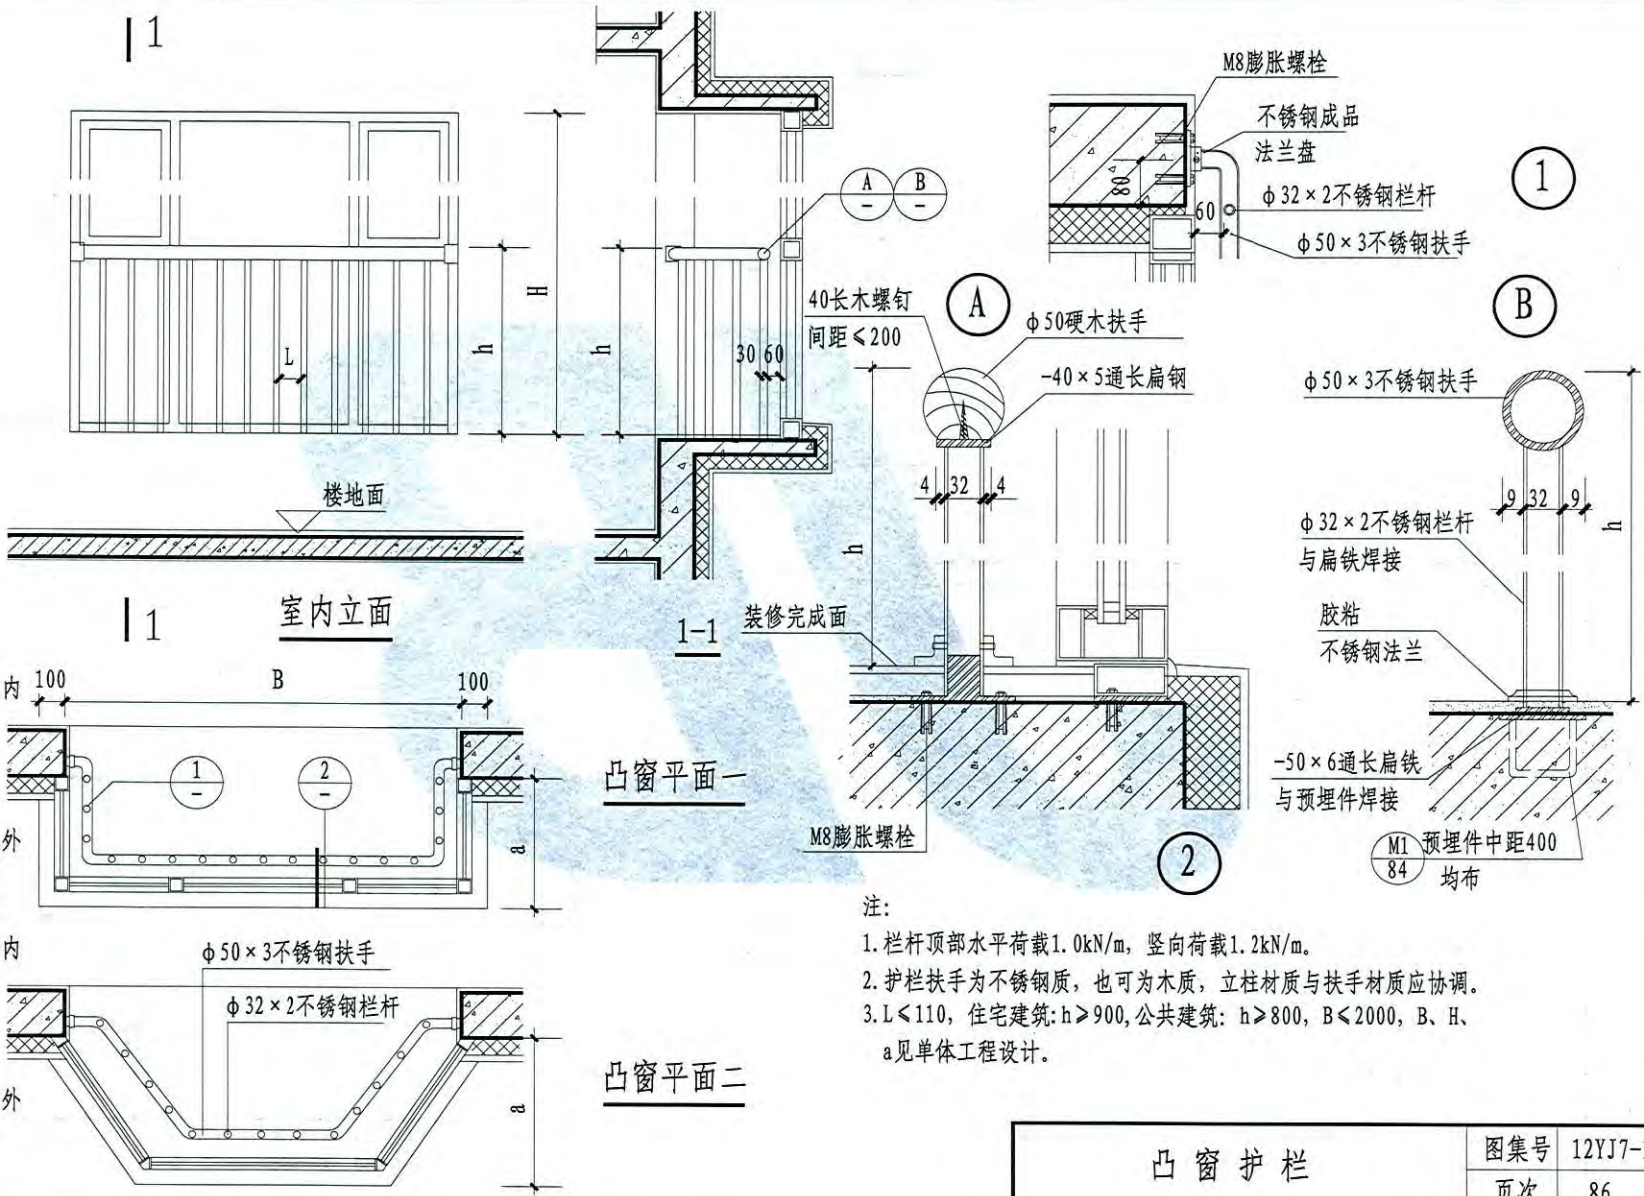 1
H
h
L
楼地面
室内立面
1
A
-
B
-
h
30 60
1-1
M8膨胀螺栓
不锈钢成品
法兰盘
80
60
φ32×2不锈钢栏杆
φ50×3不锈钢扶手
1
A
40长木螺钉
间距≤200
φ50硬木扶手
-40×5通长扁钢
4 32 4
h
装修完成面
M8膨胀螺栓
2
B
φ50×3不锈钢扶手
9 32 9
h
φ32×2不锈钢栏杆
与扁铁焊接
胶粘
不锈钢法兰
-50×6通长扁铁
与预埋件焊接
M1
84
预埋件中距400
均布
内
100
B
100
1
-
2
-
外
a
凸窗平面一
内
φ50×3不锈钢扶手
φ32×2不锈钢栏杆
外
a
凸窗平面二
注:
1.栏杆顶部水平荷载1.0kN/m, 竖向荷载1.2kN/m。
2.护栏扶手为不锈钢质, 也可为木质, 立柱材质与扶手材质应协调。
3.L≤110, 住宅建筑:h≥900,公共建筑: h≥800, B≤2000, B、H、
a见单体工程设计。
凸窗护栏
图集号 12YJ7-
页次 86